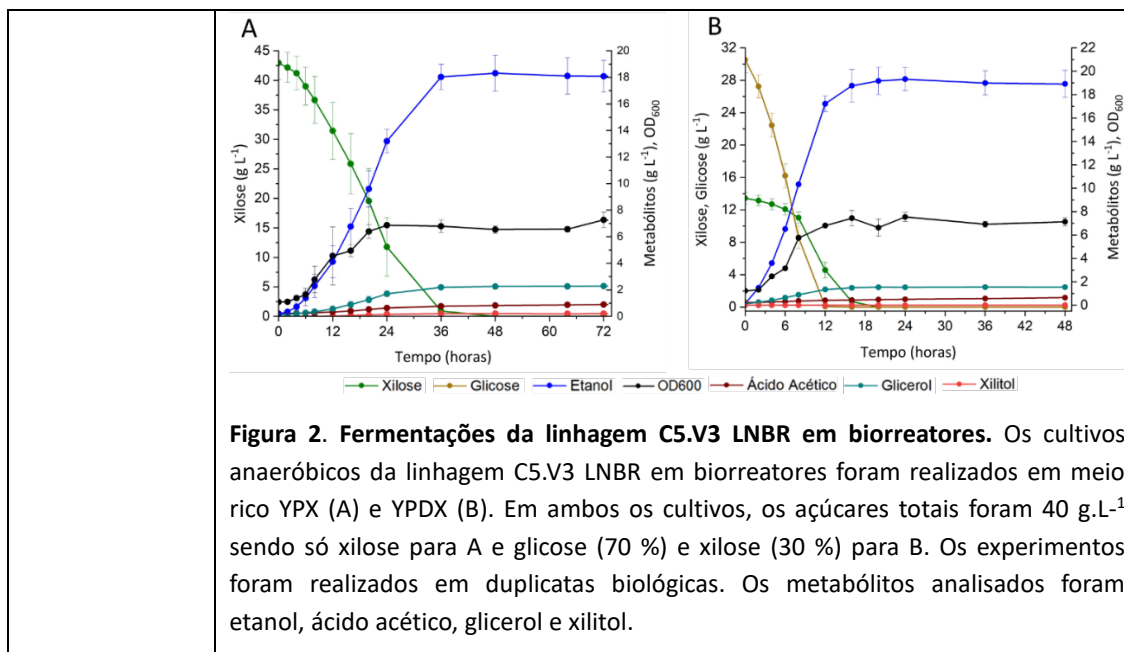 A
B
45
40
35
30
25
20
15
10
5
0
Xilose (g L⁻¹)
20
18
16
14
12
10
8
6
4
2
0
Metabólitos (g L⁻¹), OD₆₀₀
0 12 24 36 48 60 72
Tempo (horas)
32
28
24
20
16
12
8
4
0
Xilose, Glicose (g L⁻¹)
22
20
18
16
14
12
10
8
6
4
2
0
Metabólitos (g L⁻¹), OD₆₀₀
0 6 12 18 24 30 36 42 48
Tempo (horas)
Xilose Glicose Etanol OD600 Ácido Acético Glicerol Xilitol
Figura 2. Fermentações da linhagem C5.V3 LNBR em biorreatores. Os cultivos
anaeróbicos da linhagem C5.V3 LNBR em biorreatores foram realizados em meio
rico YPX (A) e YPDX (B). Em ambos os cultivos, os açúcares totais foram 40 g.L-¹
sendo só xilose para A e glicose (70 %) e xilose (30 %) para B. Os experimentos
foram realizados em duplicatas biológicas. Os metabólitos analisados foram
etanol, ácido acético, glicerol e xilitol.